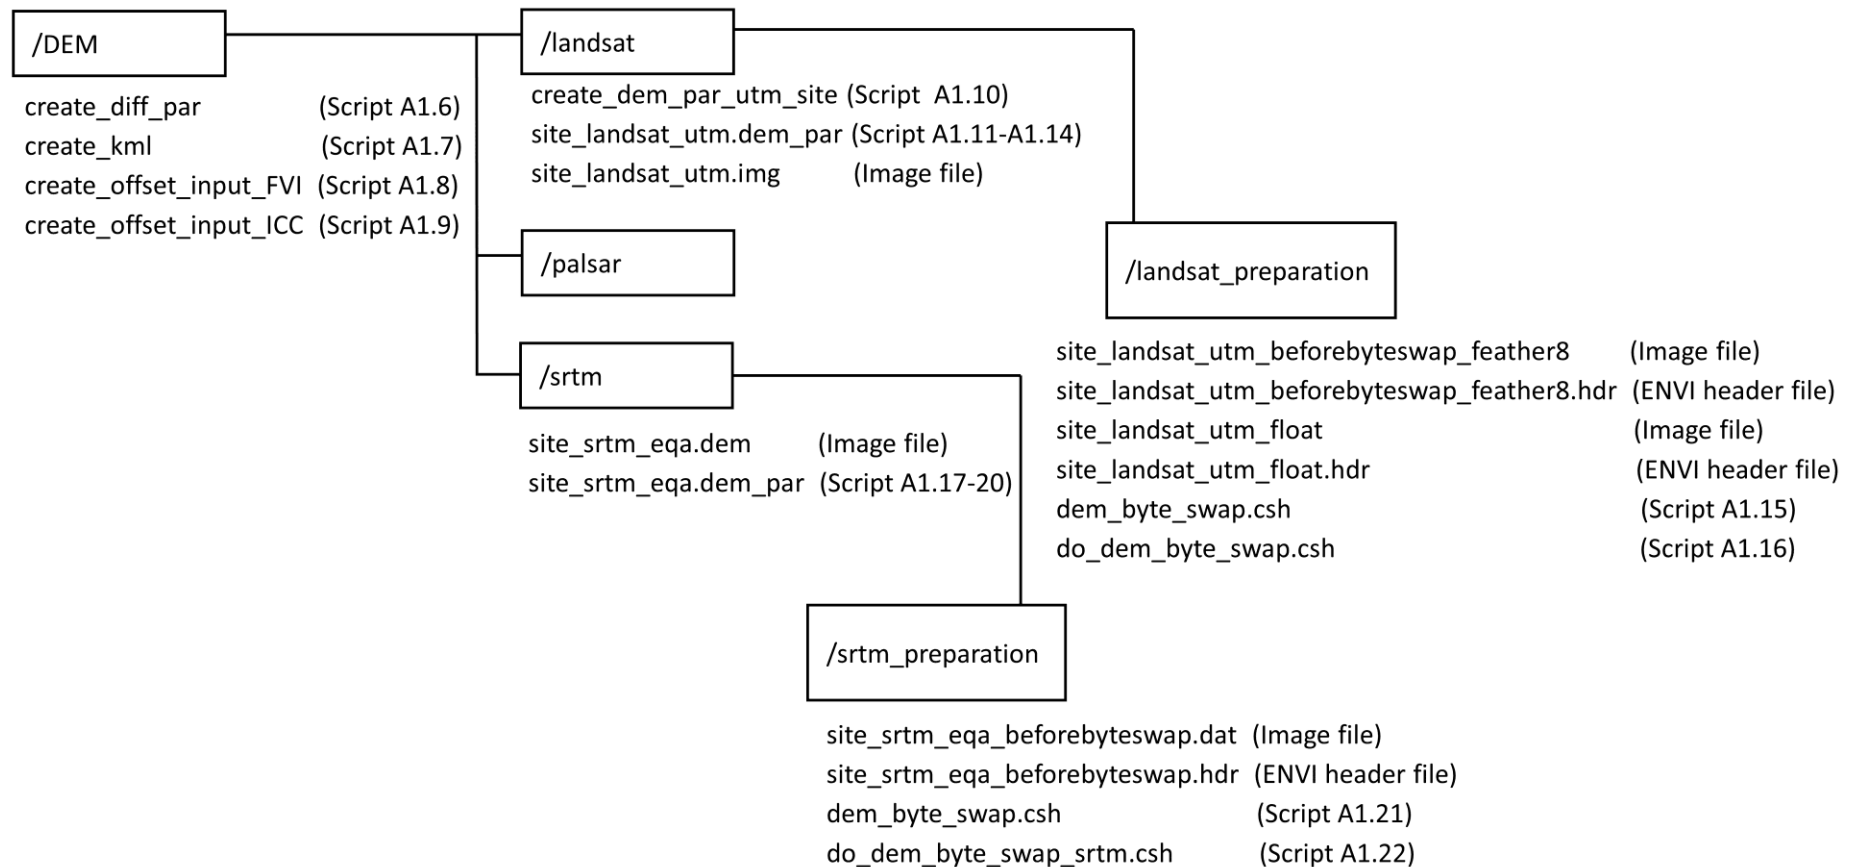 /DEM
create_diff_par (Script A1.6)
create_kml (Script A1.7)
create_offset_input_FVI (Script A1.8)
create_offset_input_ICC (Script A1.9)
/landsat
create_dem_par_utm_site (Script A1.10)
site_landsat_utm.dem_par (Script A1.11-A1.14)
site_landsat_utm.img (Image file)
/palsar
/srtm
site_srtm_eqa.dem (Image file)
site_srtm_eqa.dem_par (Script A1.17-20)
/landsat_preparation
site_landsat_utm_beforebyteswap_feather8 (Image file)
site_landsat_utm_beforebyteswap_feather8.hdr (ENVI header file)
site_landsat_utm_float (Image file)
site_landsat_utm_float.hdr (ENVI header file)
dem_byte_swap.csh (Script A1.15)
do_dem_byte_swap.csh (Script A1.16)
/srtm_preparation
site_srtm_eqa_beforebyteswap.dat (Image file)
site_srtm_eqa_beforebyteswap.hdr (ENVI header file)
dem_byte_swap.csh (Script A1.21)
do_dem_byte_swap_srtm.csh (Script A1.22)